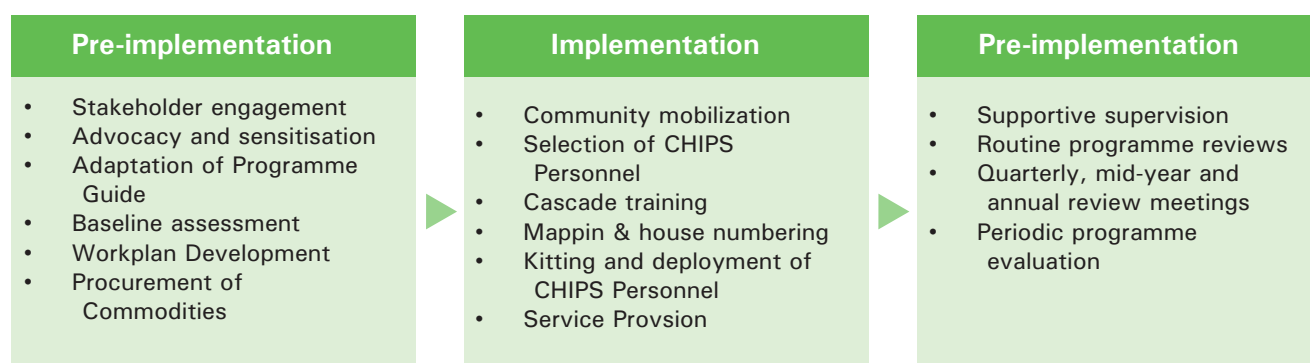 Pre-implementation
• Stakeholder engagement
• Advocacy and sensitisation
• Adaptation of Programme
Guide
• Baseline assessment
• Workplan Development
• Procurement of
Commodities
Implementation
• Community mobilization
• Selection of CHIPS
Personnel
• Cascade training
• Mappin & house numbering
• Kitting and deployment of
CHIPS Personnel
• Service Provsion
Pre-implementation
• Supportive supervision
• Routine programme reviews
• Quarterly, mid-year and
annual review meetings
• Periodic programme
evaluation